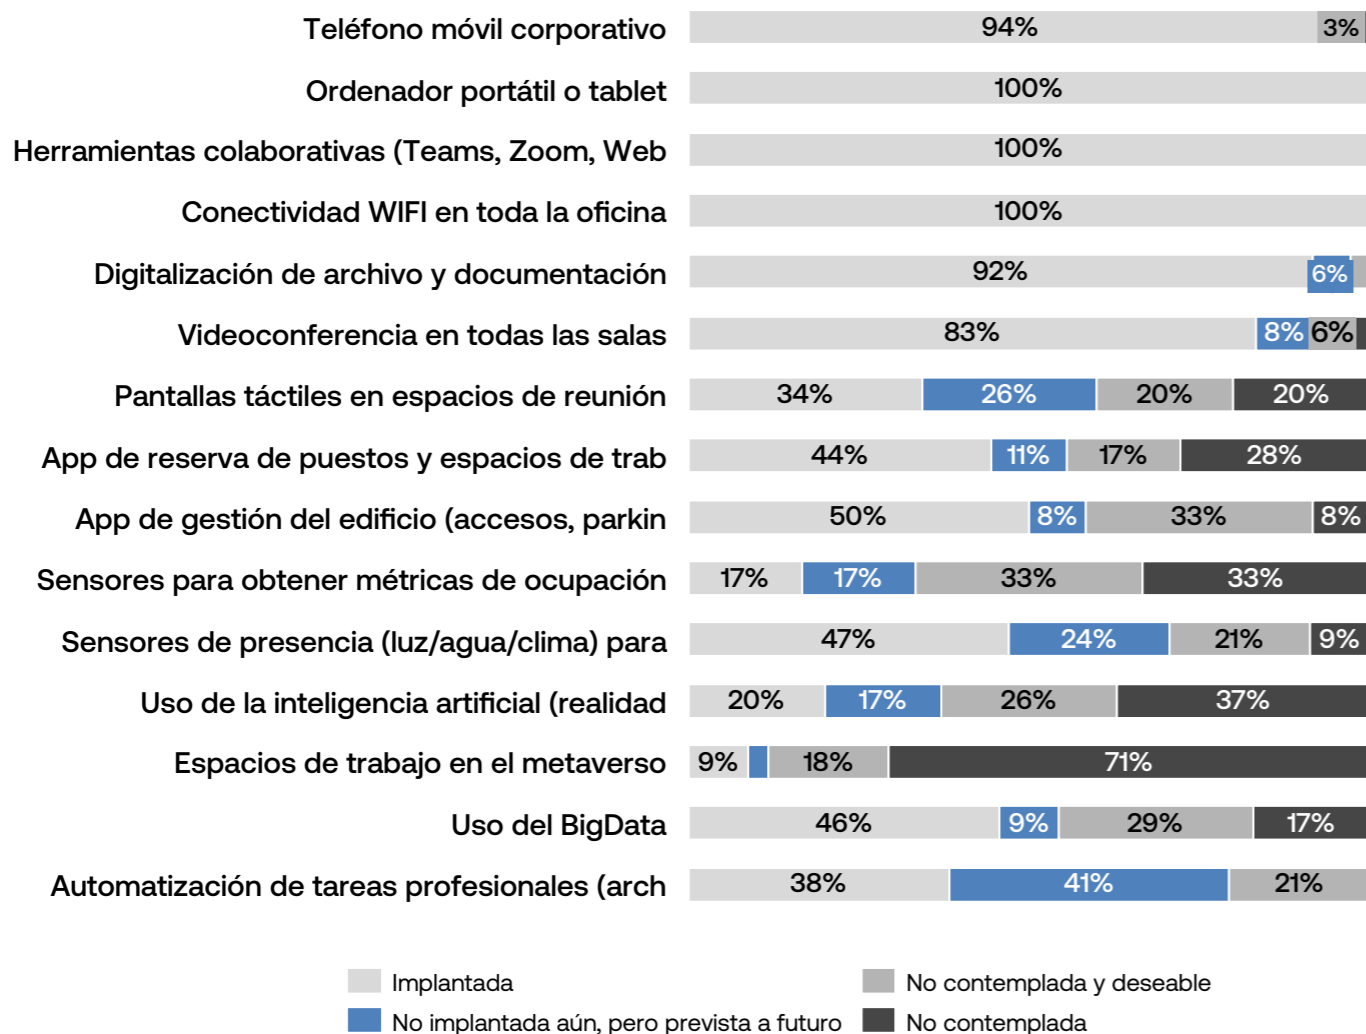 Teléfono móvil corporativo 94% 3%
Ordenador portátil o tablet 100%
Herramientas colaborativas (Teams, Zoom, Web 100%
Conectividad WIFI en toda la oficina 100%
Digitalización de archivo y documentación 92% 6%
Videoconferencia en todas las salas 83% 8% 6%
Pantallas táctiles en espacios de reunión 34% 26% 20% 20%
App de reserva de puestos y espacios de trab 44% 11% 17% 28%
App de gestión del edificio (accesos, parkin 50% 8% 33% 8%
Sensores para obtener métricas de ocupación 17% 17% 33% 33%
Sensores de presencia (luz/agua/clima) para 47% 24% 21% 9%
Uso de la inteligencia artificial (realidad 20% 17% 26% 37%
Espacios de trabajo en el metaverso 9% 18% 71%
Uso del BigData 46% 9% 29% 17%
Automatización de tareas profesionales (arch 38% 41% 21%
Implantada No contemplada y deseable
No implantada aún, pero prevista a futuro No contemplada